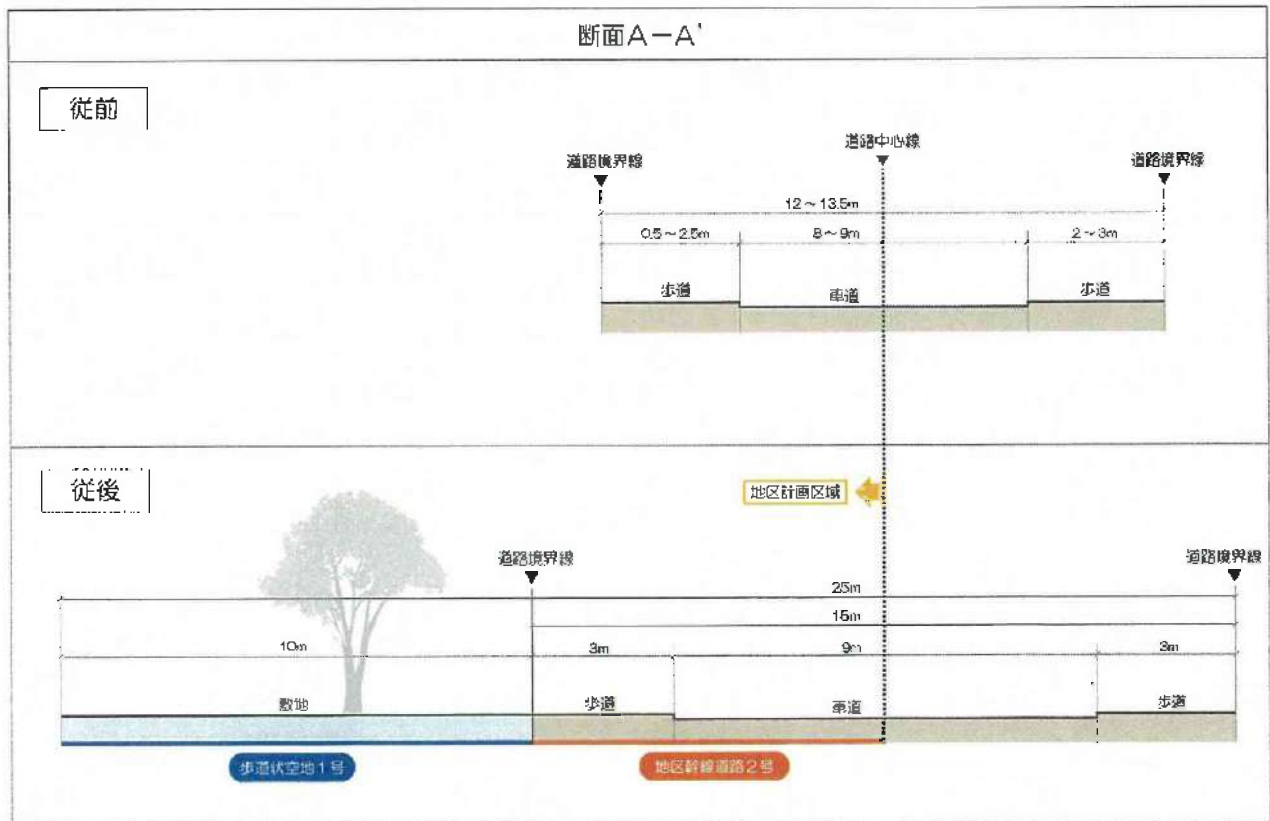 断面A－A'
従前
道路中心線
道路境界線
道路境界線
12～13.5m
0.5～2.5m
8～9m
2～3m
歩道
車道
歩道
従後
地区計画区域
道路境界線
道路境界線
25m
15m
10m
3m
9m
3m
敷地
歩道
車道
歩道
歩道状空地1号
地区幹線道路2号